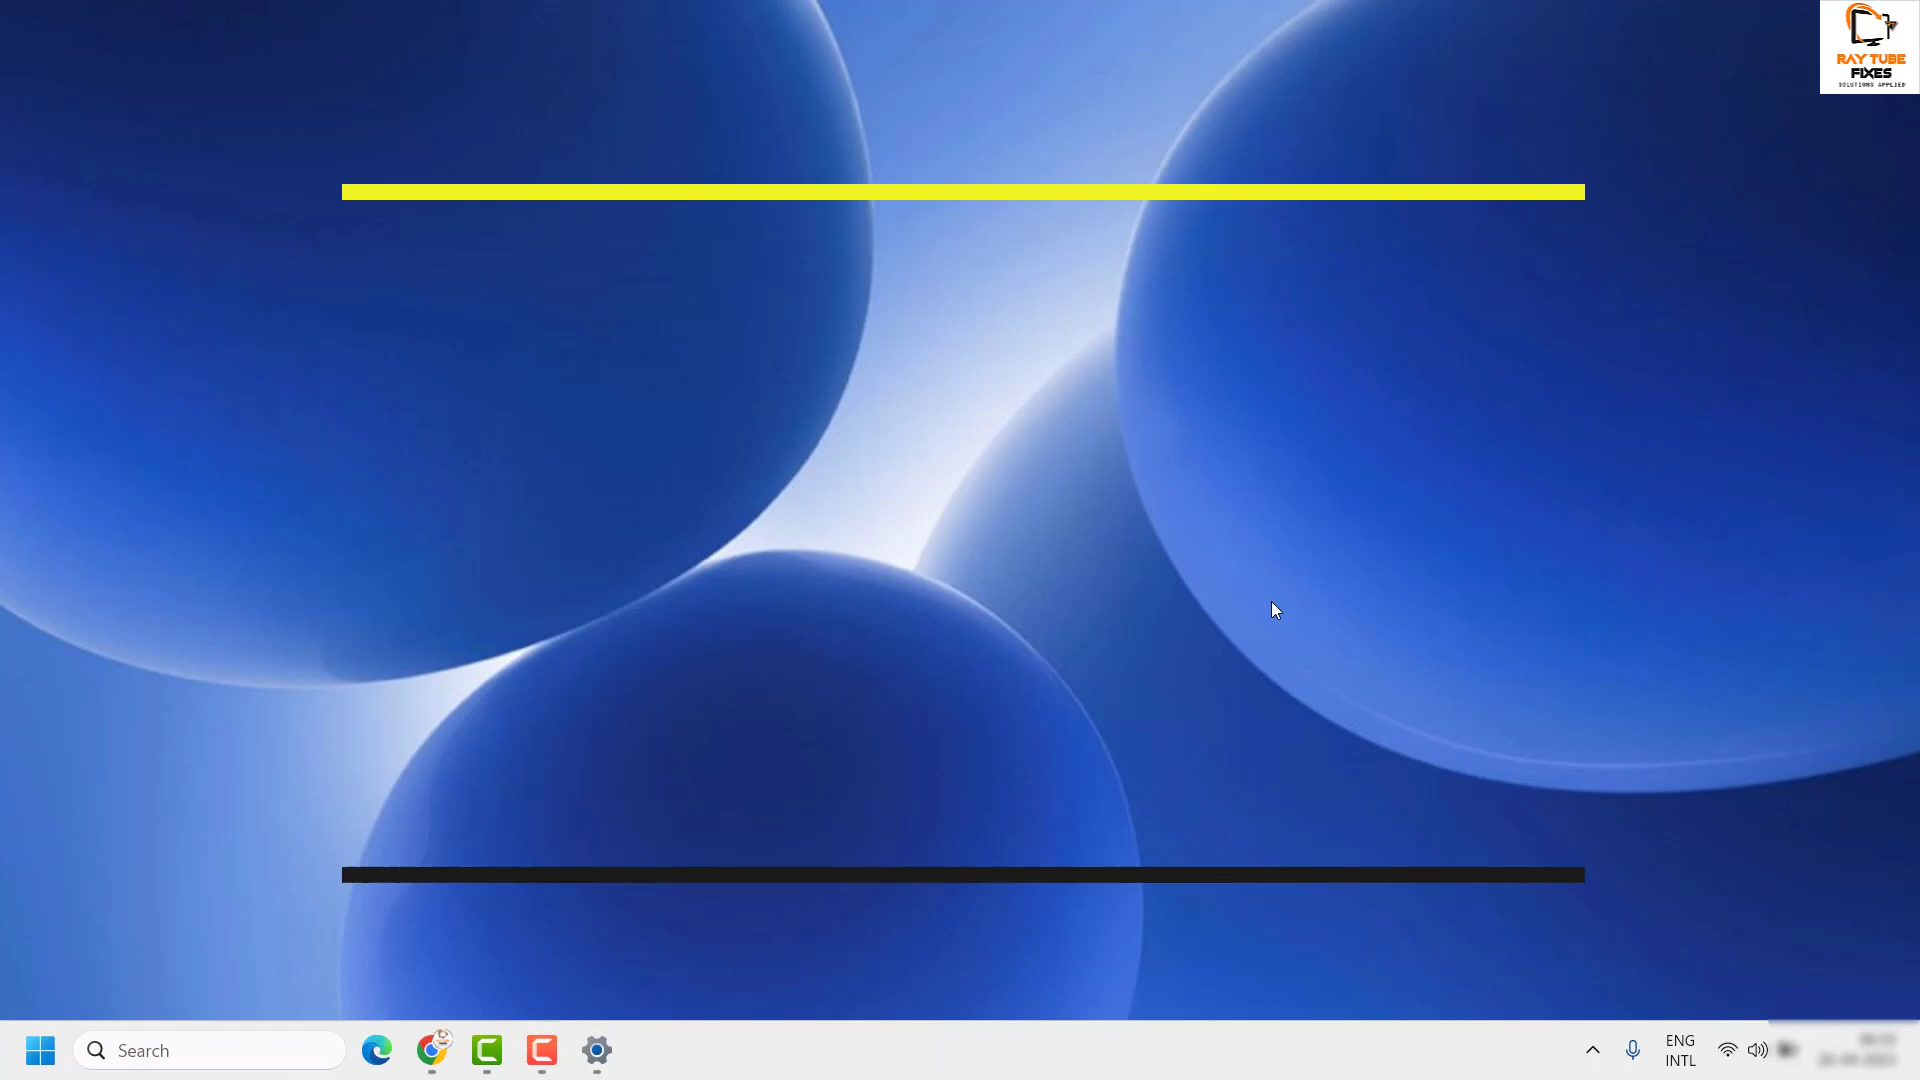 RAY TUBE
FIXES
SOLUTIONS APPLIED
Search
ENG
INTL